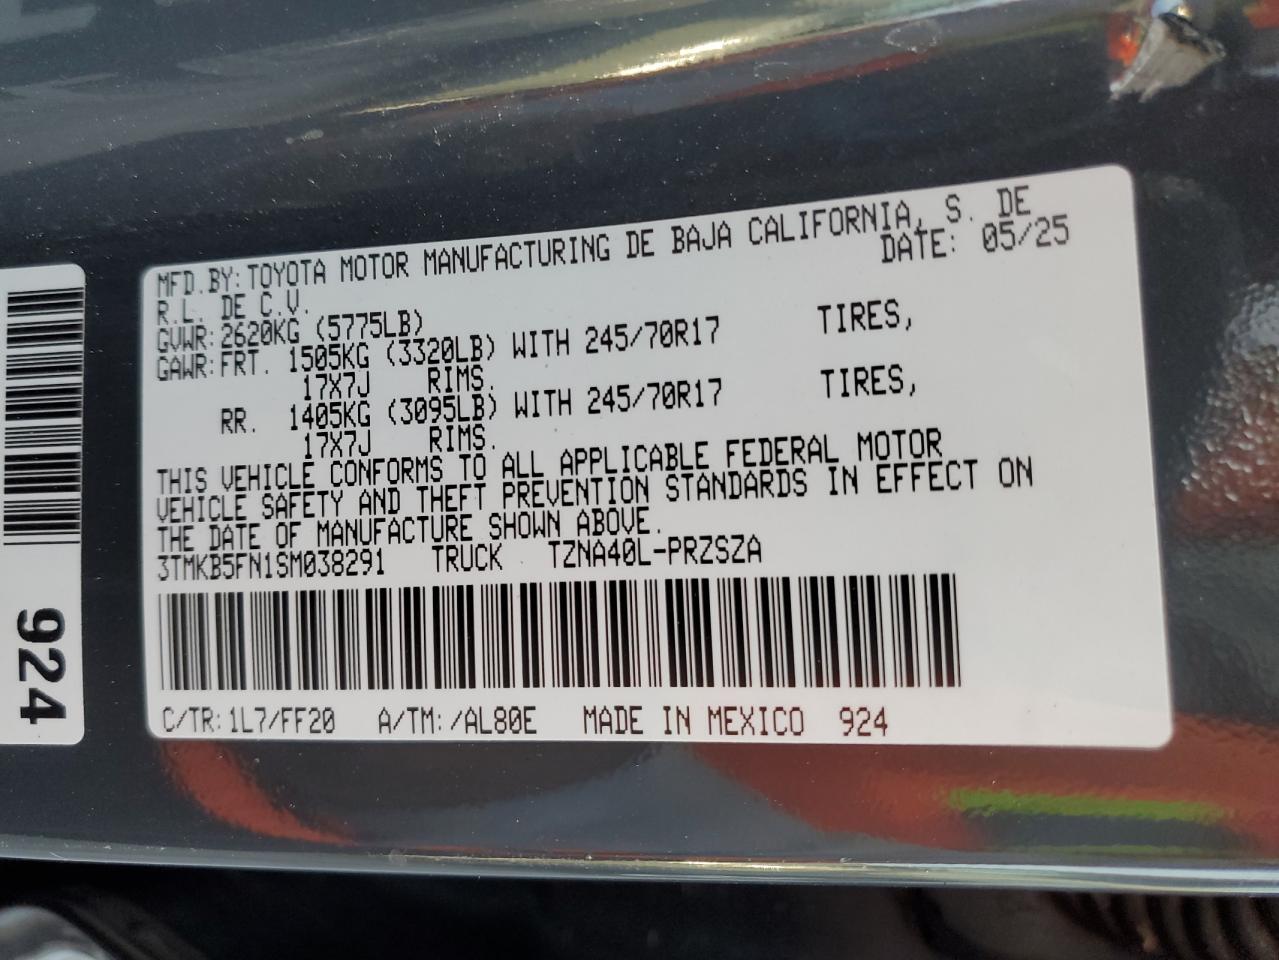 MFD.BY:TOYOTA MOTOR MANUFACTURING DE BAJA CALIFORNIA, S. DE
R.L. DE C.V. DATE: 05/25
GVWR:2620KG (5775LB)
GAWR:FRT. 1505KG (3320LB) WITH 245/70R17 TIRES,
17X7J RIMS.
RR. 1405KG (3095LB) WITH 245/70R17 TIRES,
17X7J RIMS.
THIS VEHICLE CONFORMS TO ALL APPLICABLE FEDERAL MOTOR
VEHICLE SAFETY AND THEFT PREVENTION STANDARDS IN EFFECT ON
THE DATE OF MANUFACTURE SHOWN ABOVE.
3TMKB5FN1SM038291 TRUCK TZNA40L-PRZSZA
C/TR:1L7/FF20 A/TM:/AL80E MADE IN MEXICO 924
924